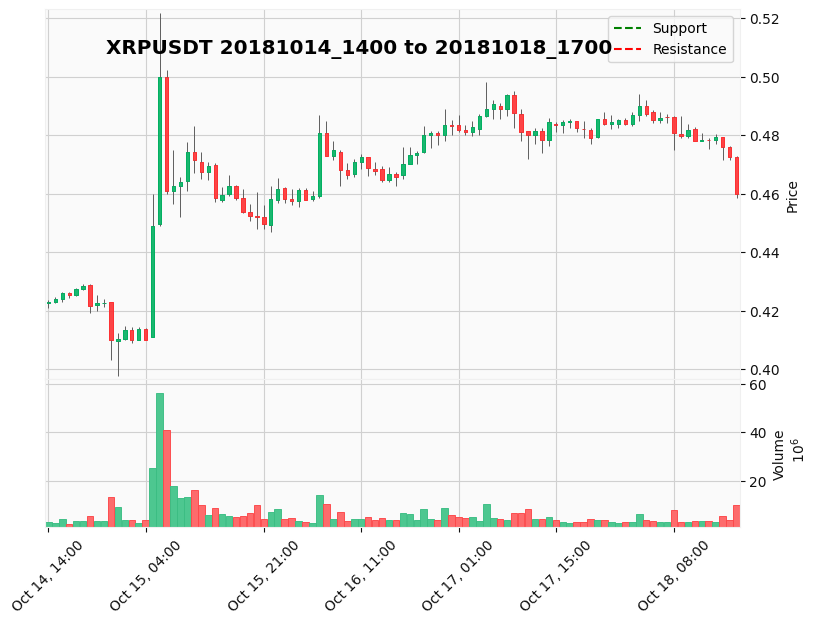 XRPUSDT 20181014_1400 to 20181018_1700
Support
Resistance
0.52
0.50
0.48
0.46
0.44
0.42
0.40
Price
60
40
20
Volume
10^6
Oct 14, 14:00
Oct 15, 04:00
Oct 15, 21:00
Oct 16, 11:00
Oct 17, 01:00
Oct 17, 15:00
Oct 18, 08:00